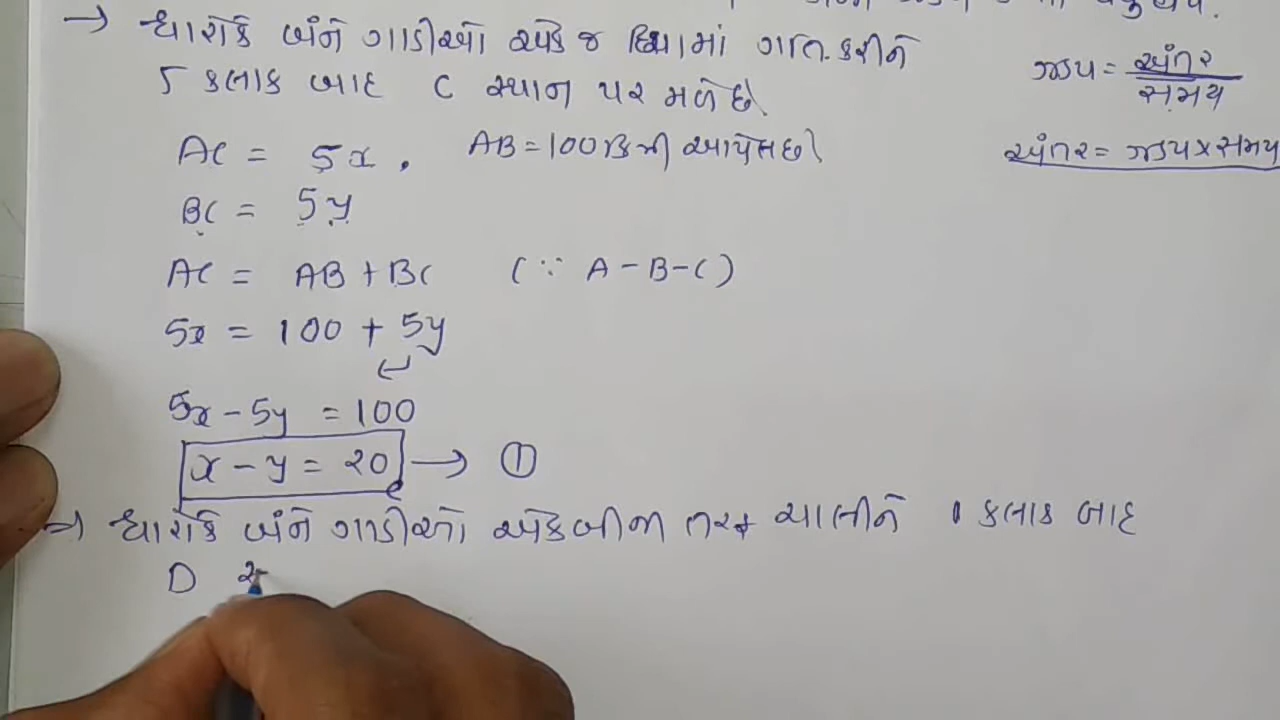 → ધારોકે બંને ગાડીઓ એક જ દિશામાં ગતિ કરીને
ઝડપ = અંતર / સમય
5 કલાક બાદ C સ્થાન પર મળે છે.
AC = 5x , AB = 100 કિમી આપેલ છે.
અંતર = ઝડપ × સમય
BC = 5y
AC = AB + BC (∵ A - B - C)
5x = 100 + 5y
5x - 5y = 100
x - y = 20 → ①
→ ધારોકે બંને ગાડીઓ એકબીજા તરફ ચાલીને 1 કલાક બાદ
D